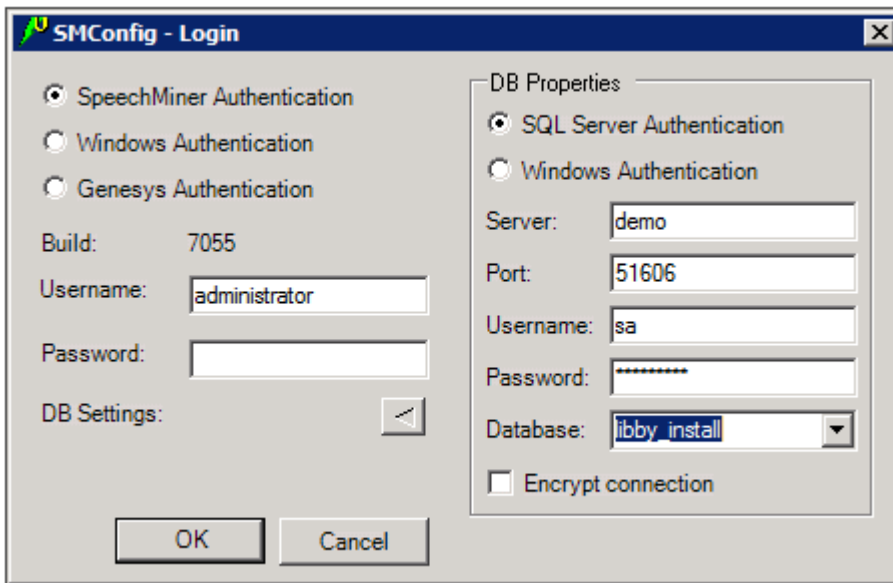 SMConfig - Login
SpeechMiner Authentication
Windows Authentication
Genesys Authentication
Build: 7055
Username: administrator
Password:
DB Settings: <
OK Cancel
DB Properties
SQL Server Authentication
Windows Authentication
Server: demo
Port: 51606
Username: sa
Password: *********
Database: libby_install
Encrypt connection